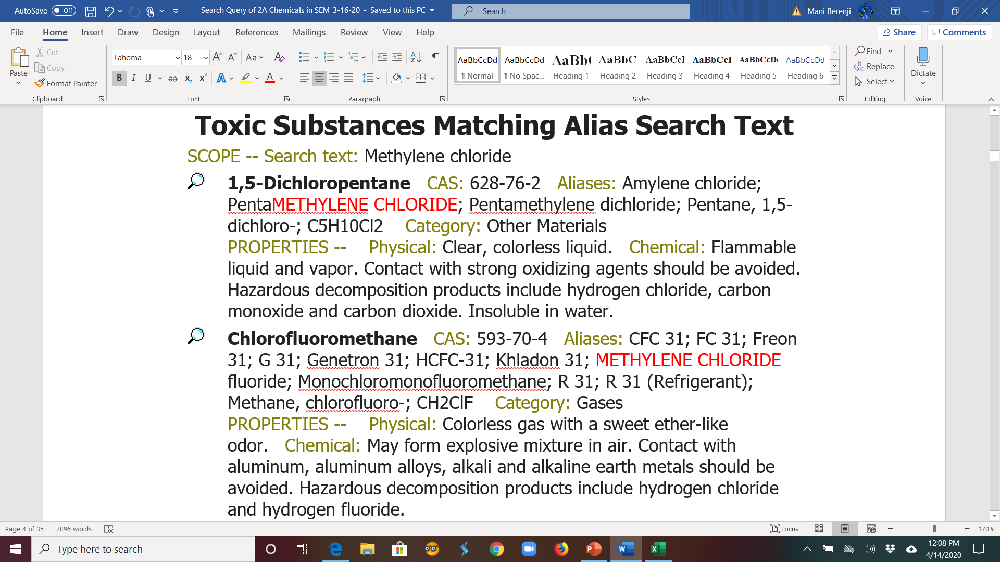 AutoSave Off Search Query of 2A Chemicals in SEM_3-16-20 - Saved to this PC Search Mani Berenji
File Home Insert Draw Design Layout References Mailings Review View Help Share Comments
Paste Cut Copy Format Painter
Clipboard
Tahoma 18 Aa
B I U ab x2 x2 A A
Font
Paragraph
AaBbCcDd AaBbCcDd AaBb( AaBbC AaBbCcI AaBbCcI AaBbCcDc AaBbCcDd
¶ Normal ¶ No Spac... Heading 1 Heading 2 Heading 3 Heading 4 Heading 5 Heading 6
Styles
Find
Replace
Select
Editing
Dictate
Voice
Toxic Substances Matching Alias Search Text
SCOPE -- Search text: Methylene chloride
1,5-Dichloropentane CAS: 628-76-2 Aliases: Amylene chloride;
PentaMETHYLENE CHLORIDE; Pentamethylene dichloride; Pentane, 1,5-
dichloro-; C5H10Cl2 Category: Other Materials
PROPERTIES -- Physical: Clear, colorless liquid. Chemical: Flammable
liquid and vapor. Contact with strong oxidizing agents should be avoided.
Hazardous decomposition products include hydrogen chloride, carbon
monoxide and carbon dioxide. Insoluble in water.
Chlorofluoromethane CAS: 593-70-4 Aliases: CFC 31; FC 31; Freon
31; G 31; Genetron 31; HCFC-31; Khladon 31; METHYLENE CHLORIDE
fluoride; Monochloromonofluoromethane; R 31; R 31 (Refrigerant);
Methane, chlorofluoro-; CH2ClF Category: Gases
PROPERTIES -- Physical: Colorless gas with a sweet ether-like
odor. Chemical: May form explosive mixture in air. Contact with
aluminum, aluminum alloys, alkali and alkaline earth metals should be
avoided. Hazardous decomposition products include hydrogen chloride
and hydrogen fluoride.
Page 4 of 35 7896 words Focus 170%
Type here to search
12:08 PM
4/14/2020